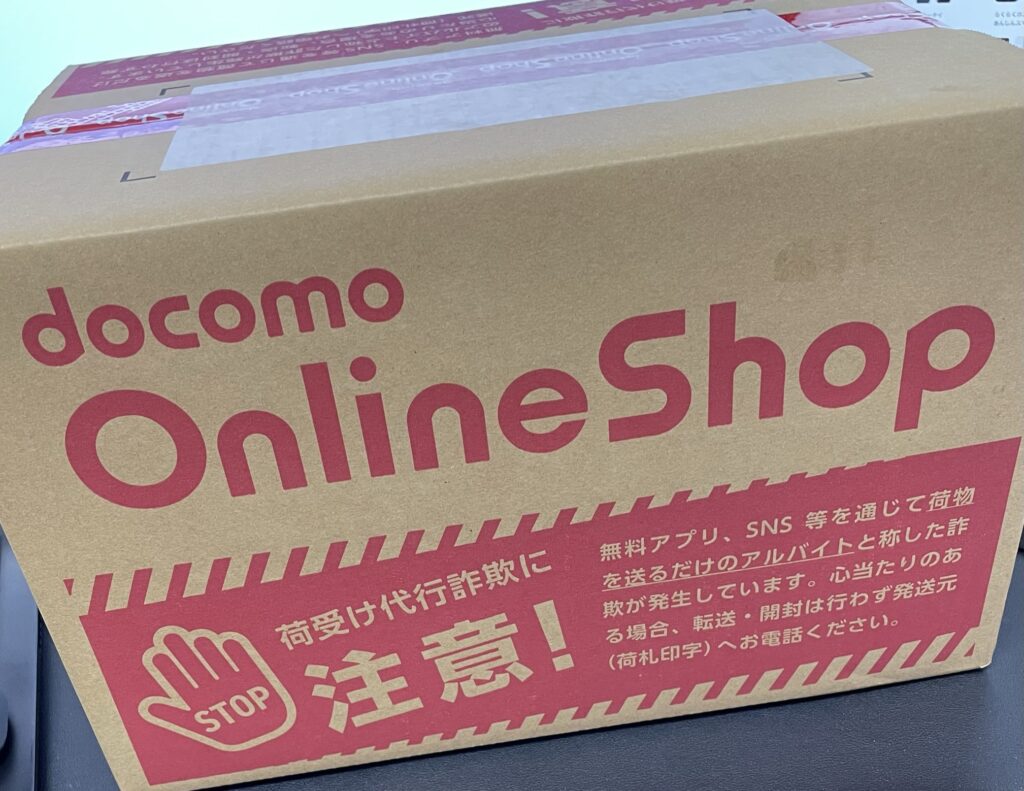 docomo
OnlineShop
荷受け代行詐欺に
注意!
STOP
無料アプリ、SNS 等を通じて荷物
を送るだけのアルバイトと称した詐
欺が発生しています。心当たりのあ
る場合、転送・開封は行わず発送元
(荷札印字)へお電話ください。